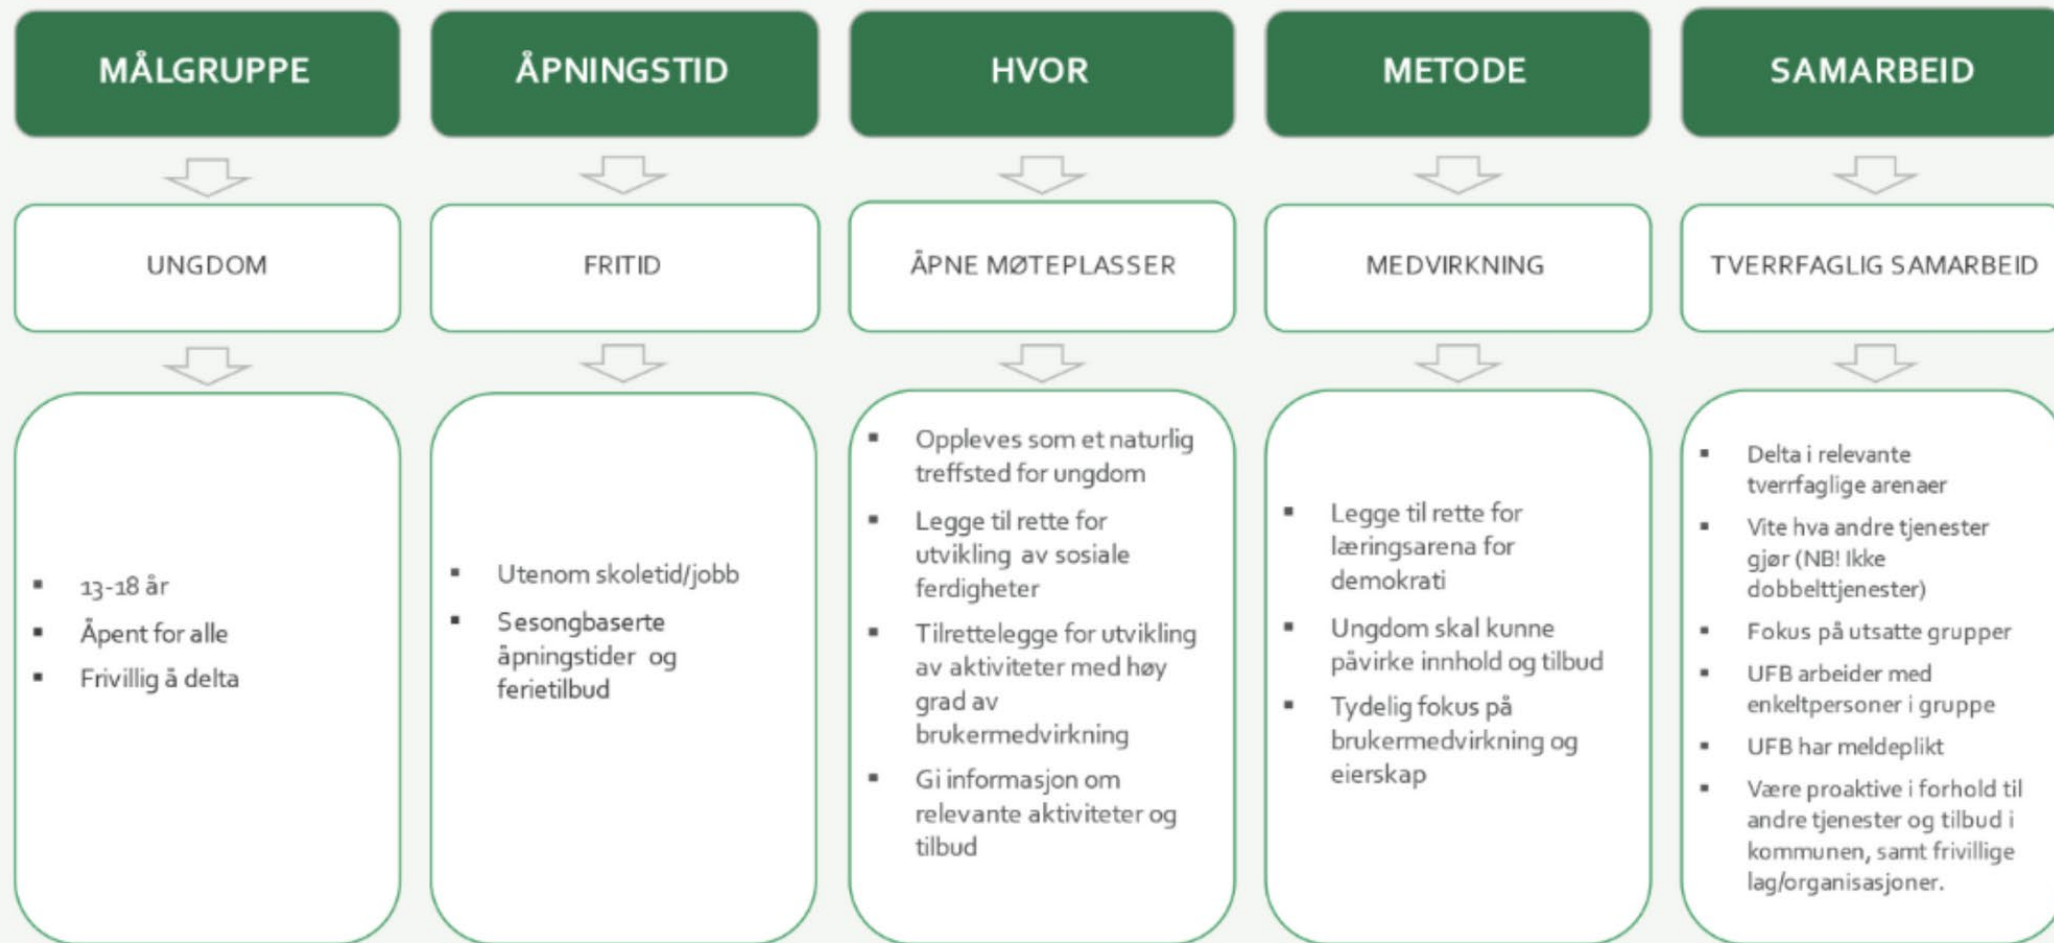 MÅLGRUPPE
UNGDOM
▪ 13-18 år
▪ Åpent for alle
▪ Frivillig å delta
ÅPNINGSTID
FRITID
▪ Utenom skoletid/jobb
▪ Sesongbaserte
åpningstider og
ferietilbud
HVOR
ÅPNE MØTEPLASSER
▪ Oppleves som et naturlig
treffsted for ungdom
▪ Legge til rette for
utvikling av sosiale
ferdigheter
▪ Tilrettelegge for utvikling
av aktiviteter med høy
grad av
brukermedvirkning
▪ Gi informasjon om
relevante aktiviteter og
tilbud
METODE
MEDVIRKNING
▪ Legge til rette for
læringsarena for
demokrati
▪ Ungdom skal kunne
påvirke innhold og tilbud
▪ Tydelig fokus på
brukermedvirkning og
eierskap
SAMARBEID
TVERRFAGLIG SAMARBEID
▪ Delta i relevante
tverrfaglige arenaer
▪ Vite hva andre tjenester
gjør (NB! Ikke
dobbelttjenester)
▪ Fokus på utsatte grupper
▪ UFB arbeider med
enkeltpersoner i gruppe
▪ UFB har meldeplikt
▪ Være proaktive i forhold til
andre tjenester og tilbud i
kommunen, samt frivillige
lag/organisasjoner.